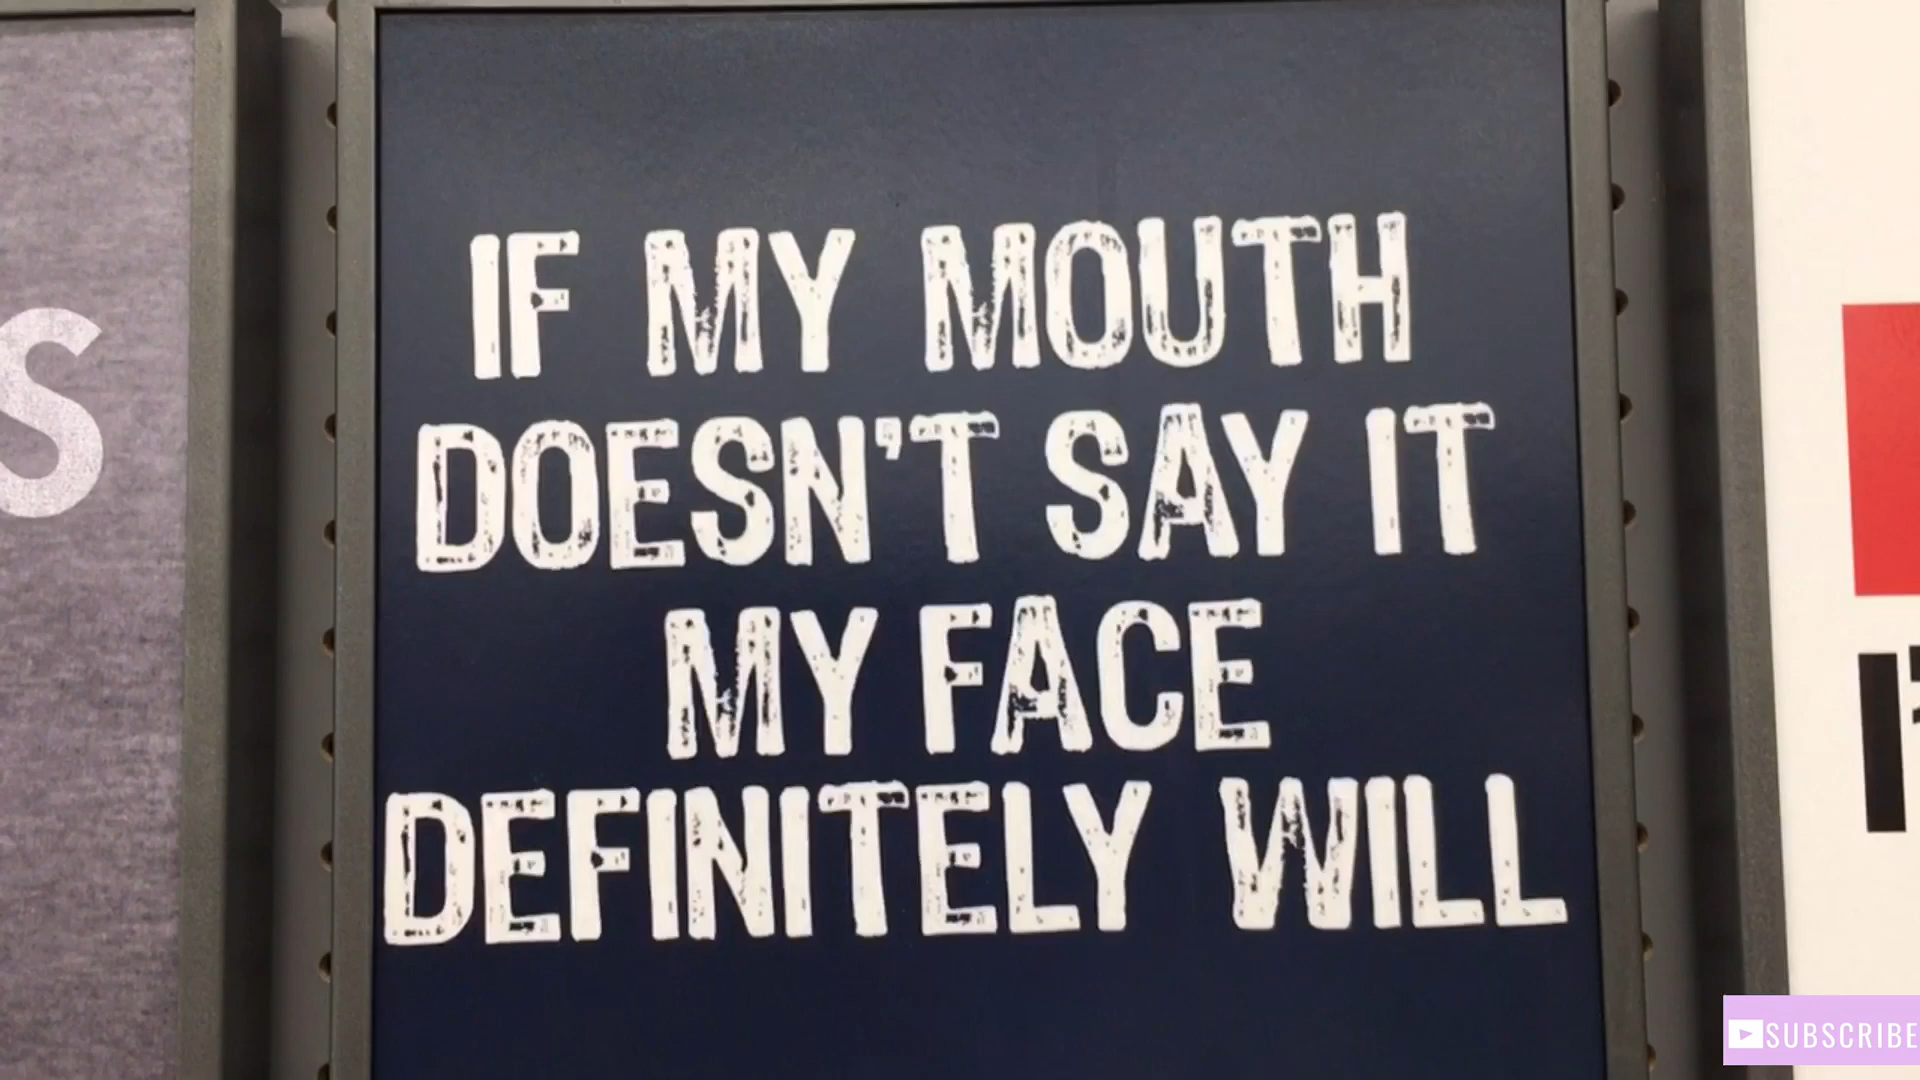 IF MY MOUTH
DOESN'T SAY IT
MY FACE
DEFINITELY WILL
S
SUBSCRIBE